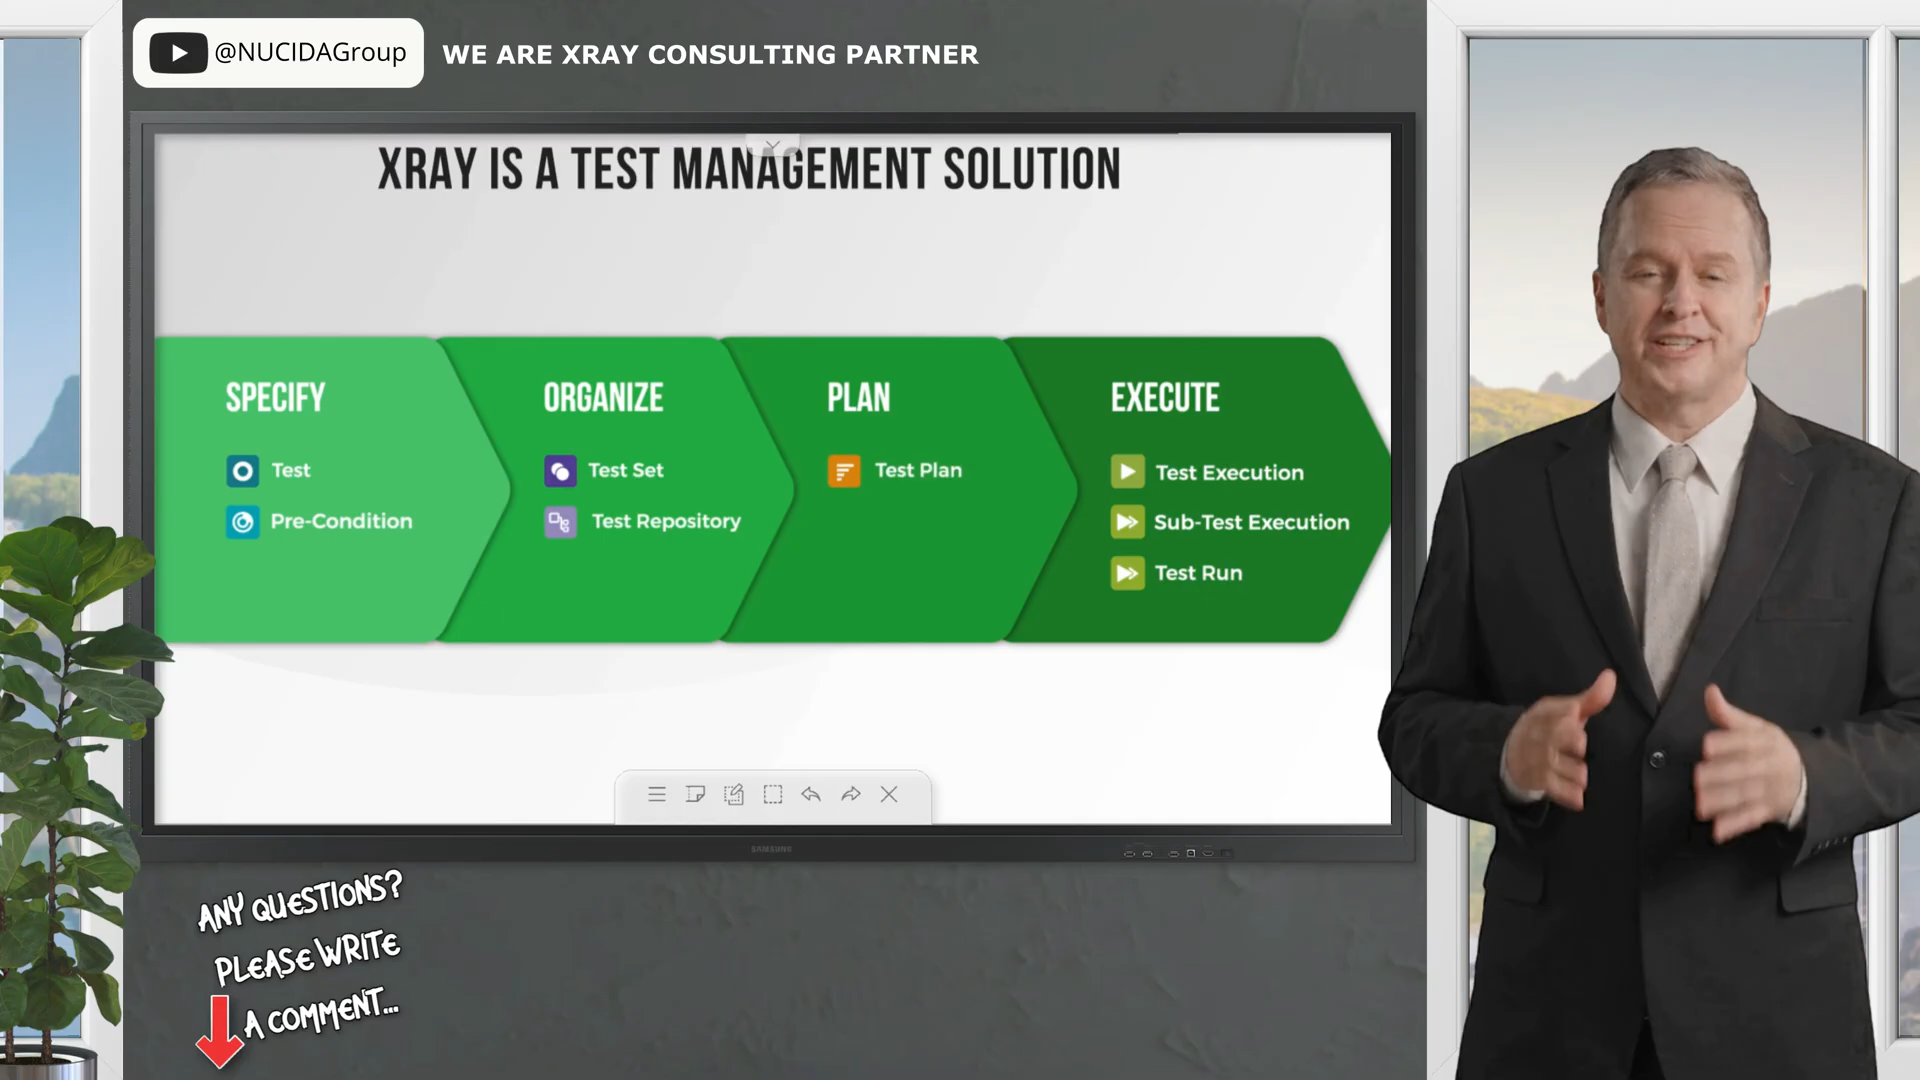 @NUCIDAGroup
WE ARE XRAY CONSULTING PARTNER
XRAY IS A TEST MANAGEMENT SOLUTION
SPECIFY
Test
Pre-Condition
ORGANIZE
Test Set
Test Repository
PLAN
Test Plan
EXECUTE
Test Execution
Sub-Test Execution
Test Run
SAMSUNG
ANY QUESTIONS?
PLEASE WRITE
A COMMENT...